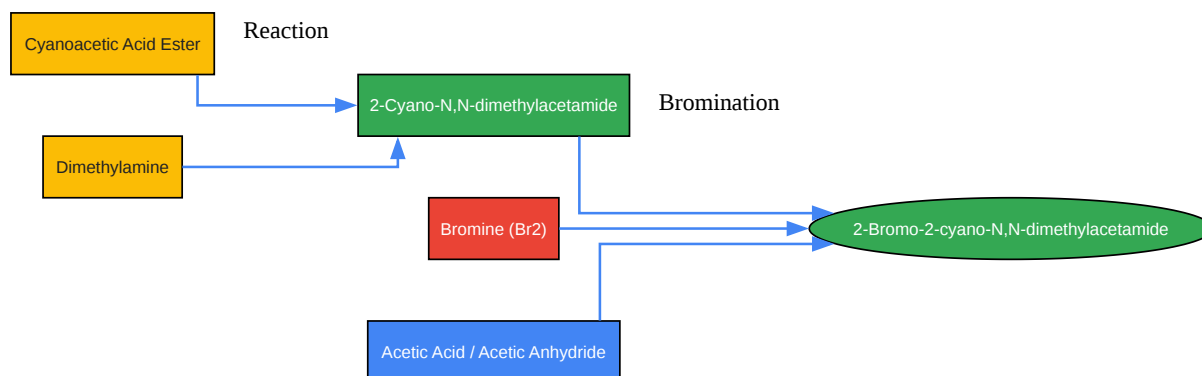 Cyanoacetic Acid Ester
Reaction
2-Cyano-N,N-dimethylacetamide
Bromination
Dimethylamine
Bromine (Br2)
2-Bromo-2-cyano-N,N-dimethylacetamide
Acetic Acid / Acetic Anhydride